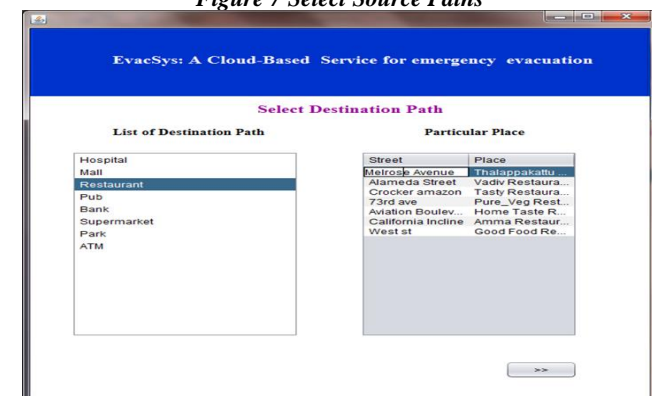 Figure 7 Select Source Paths
EvacSys: A Cloud-Based Service for emergency evacuation
Select Destination Path
List of Destination Path
Particular Place
Hospital
Mall
Restaurant
Pub
Bank
Supermarket
Park
ATM
Street Place
Melrose Avenue Thalappakattu ...
Alameda Street Vadiv Restaura...
Crocker amazon Tasty Restaura...
73rd ave Pure_Veg Rest...
Aviation Boulev... Home Taste R...
California Incline Amma Restaur...
West st Good Food Re...
>>